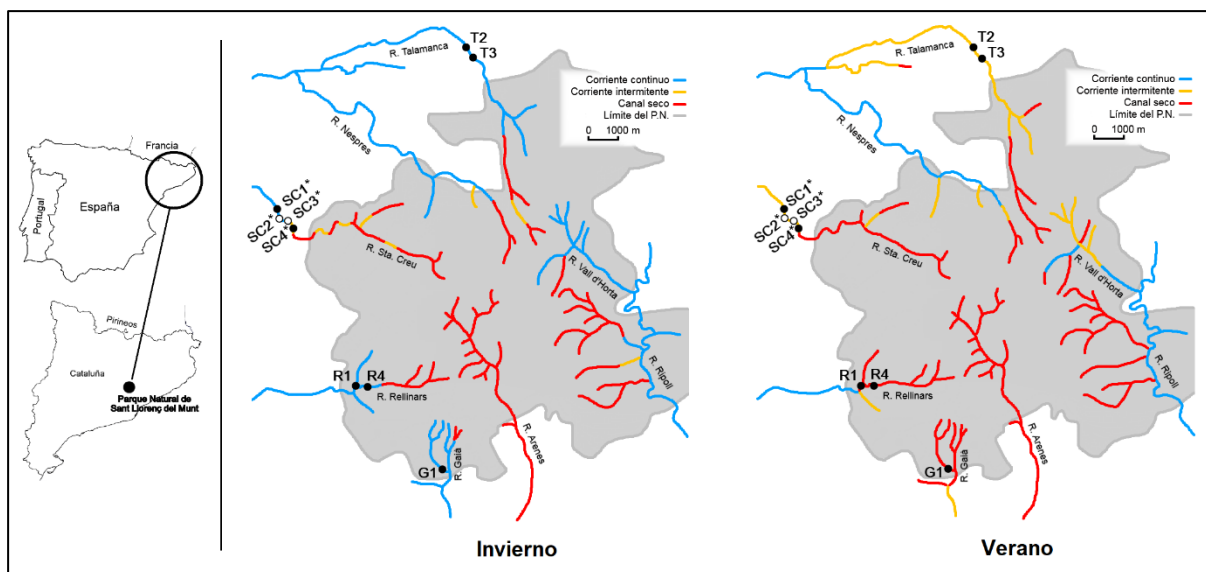 Francia
Portugal
España
Pirineos
Cataluña
Parque Natural de
Sant Llorenç del Munt
T2
T3
R. Talamanca
Corriente continuo
Corriente intermitente
Canal seco
Límite del P.N.
0 1000 m
R. Nespres
SC1*
SC2*
SC3*
SC4*
R. Sta. Creu
R. Vall d'Horta
R1
R4
R. Rellinars
R. Ripoll
R. Arenes
G1
R. Gaià
Invierno
T2
T3
R. Talamanca
Corriente continuo
Corriente intermitente
Canal seco
Límite del P.N.
0 1000 m
R. Nespres
SC1*
SC2*
SC3*
SC4*
R. Sta. Creu
R. Vall d'Horta
R1
R4
R. Rellinars
R. Ripoll
R. Arenes
G1
R. Gaià
Verano